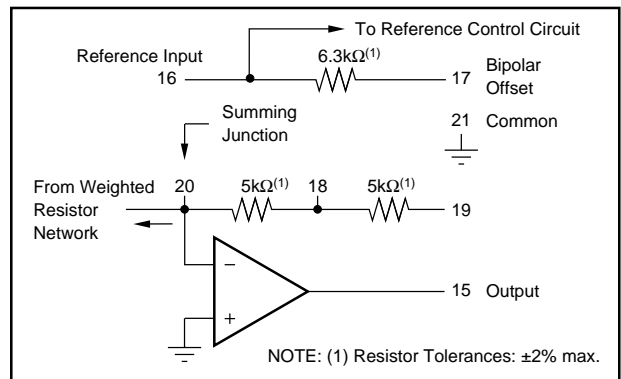 To Reference Control Circuit
Reference Input
6.3kΩ(1)
16
17
Bipolar
Offset
Summing
Junction
21 Common
From Weighted
Resistor
Network
20
5kΩ(1)
18
5kΩ(1)
19
–
+
15 Output
NOTE: (1) Resistor Tolerances: ±2% max.